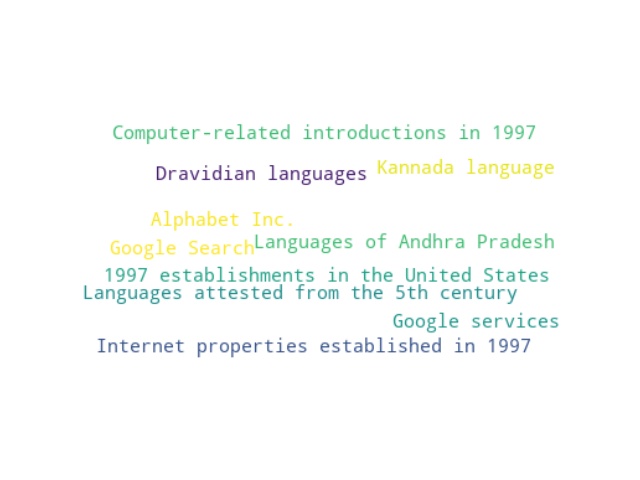 Computer-related introductions in 1997
Kannada language
Dravidian languages
Alphabet Inc.
Languages of Andhra Pradesh
Google Search
1997 establishments in the United States
Languages attested from the 5th century
Google services
Internet properties established in 1997